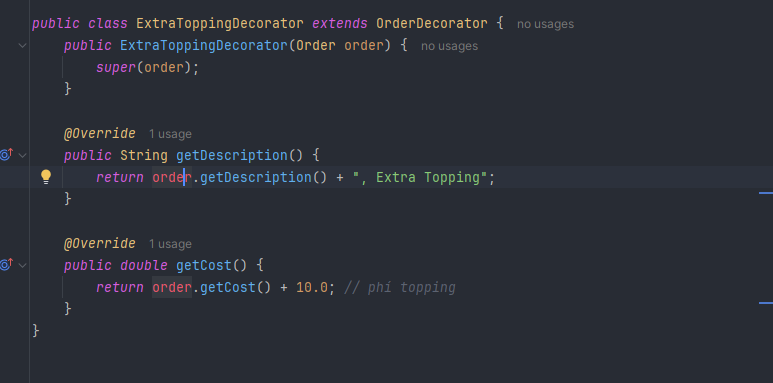 public class ExtraToppingDecorator extends OrderDecorator { no usages
public ExtraToppingDecorator(Order order) { no usages
super(order);
}
@Override 1 usage
public String getDescription() {
return order.getDescription() + ", Extra Topping";
}
@Override 1 usage
public double getCost() {
return order.getCost() + 10.0; // phí topping
}
}